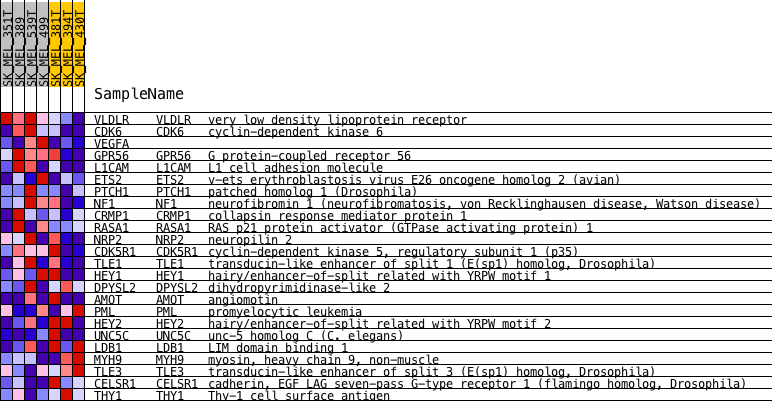 SK_MEL_351T
SK_MEL_389
SK_MEL_539T
SK_MEL_499
SK_MEL_381T
SK_MEL_394T
SK_MEL_430T
SampleName
VLDLR VLDLR very low density lipoprotein receptor
CDK6 CDK6 cyclin-dependent kinase 6
VEGFA
GPR56 GPR56 G protein-coupled receptor 56
L1CAM L1CAM L1 cell adhesion molecule
ETS2 ETS2 v-ets erythroblastosis virus E26 oncogene homolog 2 (avian)
PTCH1 PTCH1 patched homolog 1 (Drosophila)
NF1 NF1 neurofibromin 1 (neurofibromatosis, von Recklinghausen disease, Watson disease)
CRMP1 CRMP1 collapsin response mediator protein 1
RASA1 RASA1 RAS p21 protein activator (GTPase activating protein) 1
NRP2 NRP2 neuropilin 2
CDK5R1 CDK5R1 cyclin-dependent kinase 5, regulatory subunit 1 (p35)
TLE1 TLE1 transducin-like enhancer of split 1 (E(sp1) homolog, Drosophila)
HEY1 HEY1 hairy/enhancer-of-split related with YRPW motif 1
DPYSL2 DPYSL2 dihydropyrimidinase-like 2
AMOT AMOT angiomotin
PML PML promyelocytic leukemia
HEY2 HEY2 hairy/enhancer-of-split related with YRPW motif 2
UNC5C UNC5C unc-5 homolog C (C. elegans)
LDB1 LDB1 LIM domain binding 1
MYH9 MYH9 myosin, heavy chain 9, non-muscle
TLE3 TLE3 transducin-like enhancer of split 3 (E(sp1) homolog, Drosophila)
CELSR1 CELSR1 cadherin, EGF LAG seven-pass G-type receptor 1 (flamingo homolog, Drosophila)
THY1 THY1 Thy-1 cell surface antigen